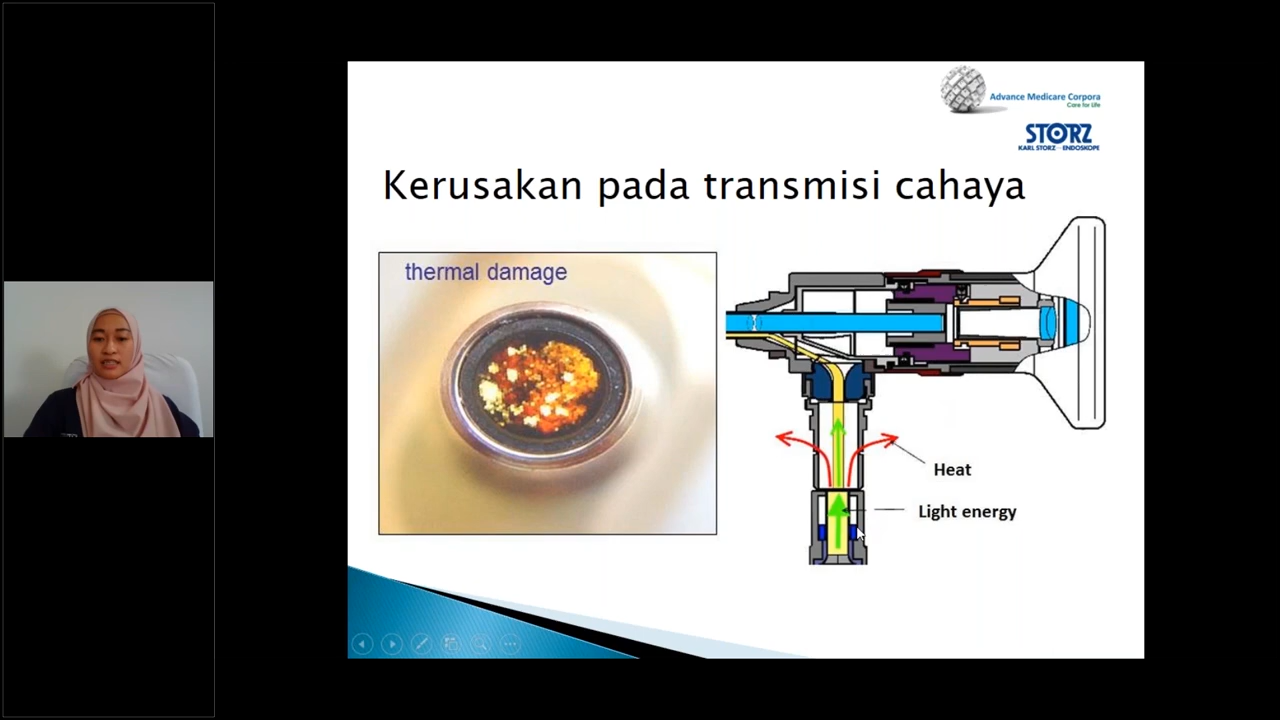 Advance Medicare Corpora
Care for Life
STORZ
KARL STORZ - ENDOSKOPE
Kerusakan pada transmisi cahaya
thermal damage
Heat
Light energy